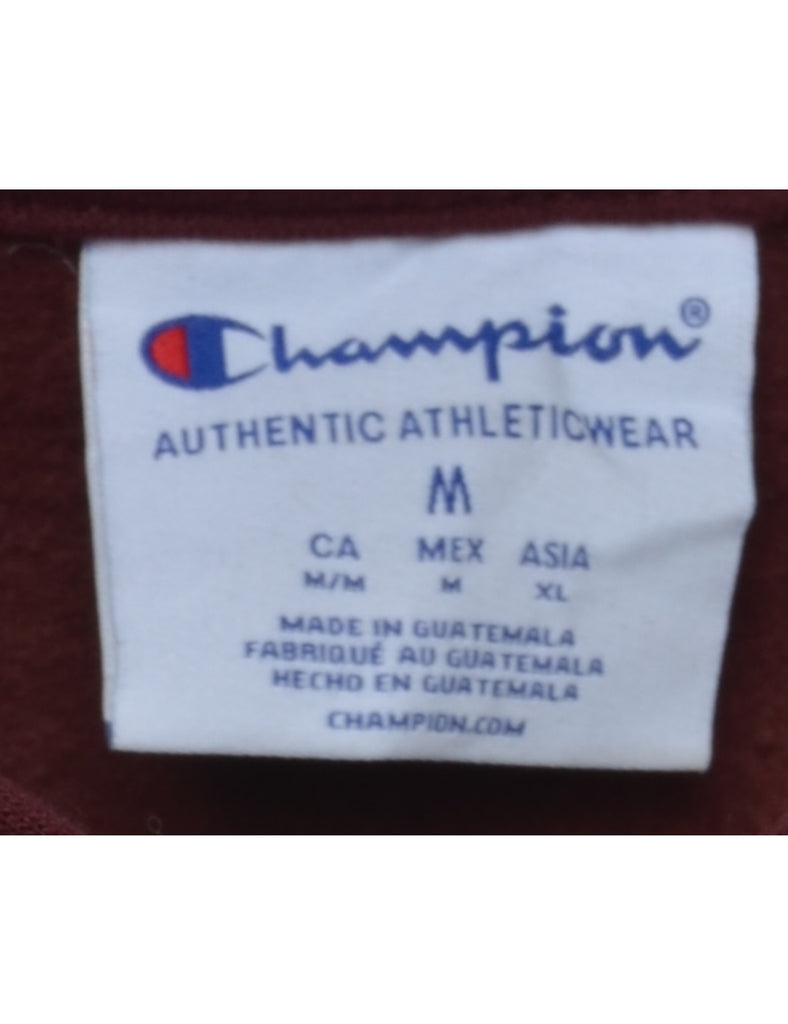 Champion®
AUTHENTIC ATHLETICWEAR
M
CA MEX ASIA
M/M M XL
MADE IN GUATEMALA
FABRIQUÉ AU GUATEMALA
HECHO EN GUATEMALA
CHAMPION.COM